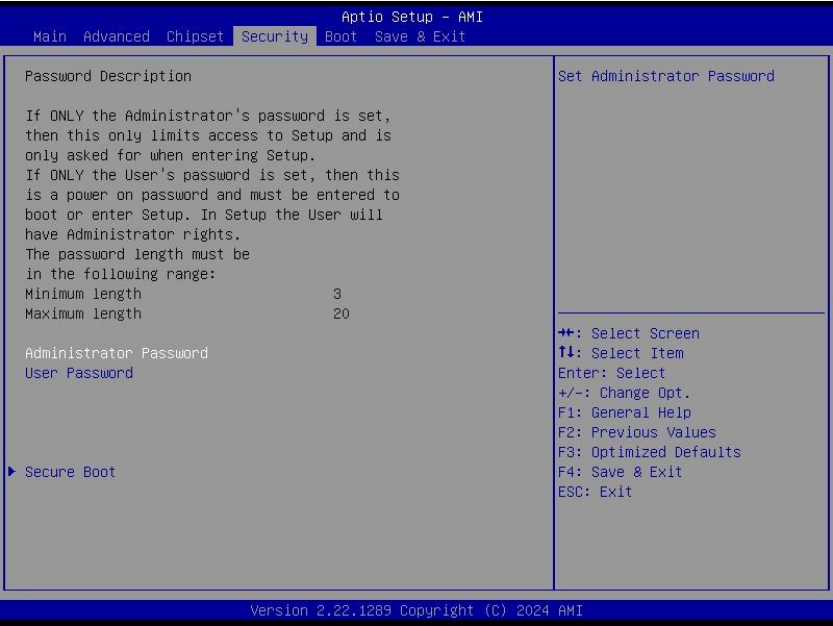 Aptio Setup – AMI
Main Advanced Chipset Security Boot Save & Exit
Password Description
If ONLY the Administrator's password is set,
then this only limits access to Setup and is
only asked for when entering Setup.
If ONLY the User's password is set, then this
is a power on password and must be entered to
boot or enter Setup. In Setup the User will
have Administrator rights.
The password length must be
in the following range:
Minimum length 3
Maximum length 20
Administrator Password
User Password
Secure Boot
Set Administrator Password
→←: Select Screen
↑↓: Select Item
Enter: Select
+/-: Change Opt.
F1: General Help
F2: Previous Values
F3: Optimized Defaults
F4: Save & Exit
ESC: Exit
Version 2.22.1289 Copyright (C) 2024 AMI